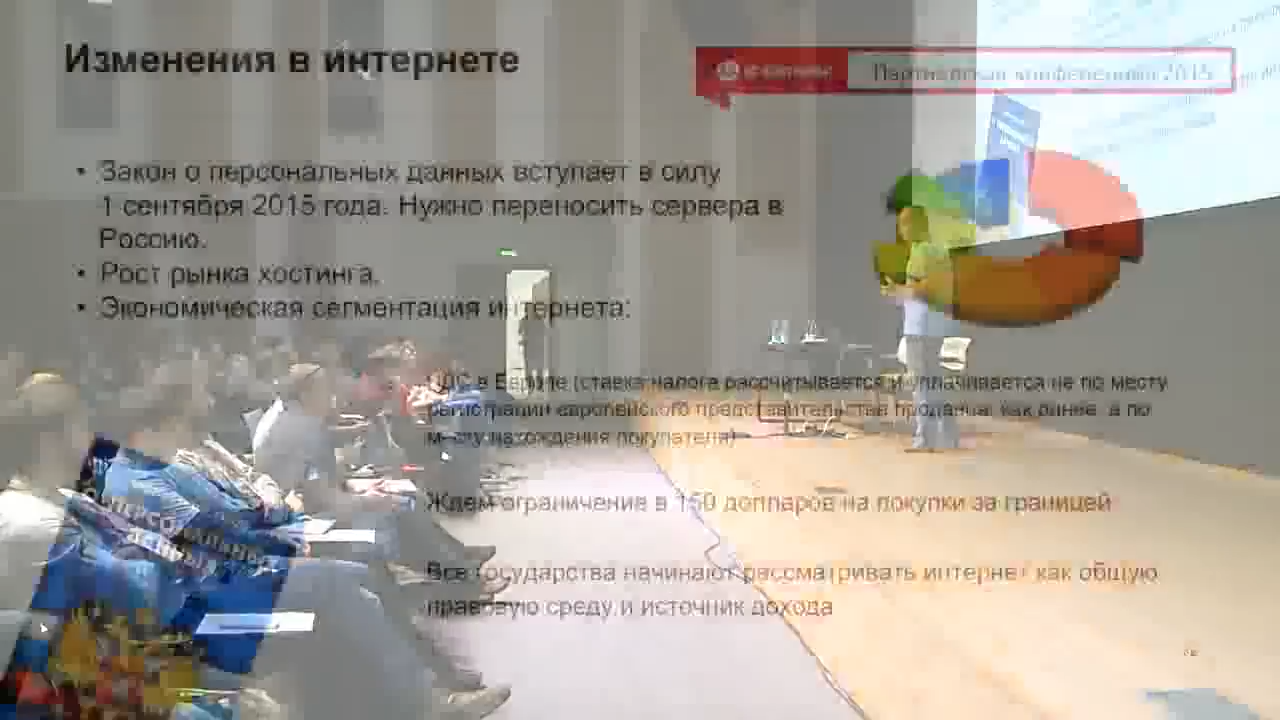 Изменения в интернете
Партнерская конференция 2015
• Закон о персональных данных вступает в силу
1 сентября 2015 года. Нужно переносить сервера в
Россию.
• Рост рынка хостинга.
• Экономическая сегментация интернета:
НДС в Европе (ставка налога рассчитывается и уплачивается не по месту
регистрации европейского представительства продавца, как ранее, а по
месту нахождения покупателя)
Ждем ограничение в 150 долларов на покупки за границей
Все государства начинают рассматривать интернет как общую
правовую среду и источник дохода